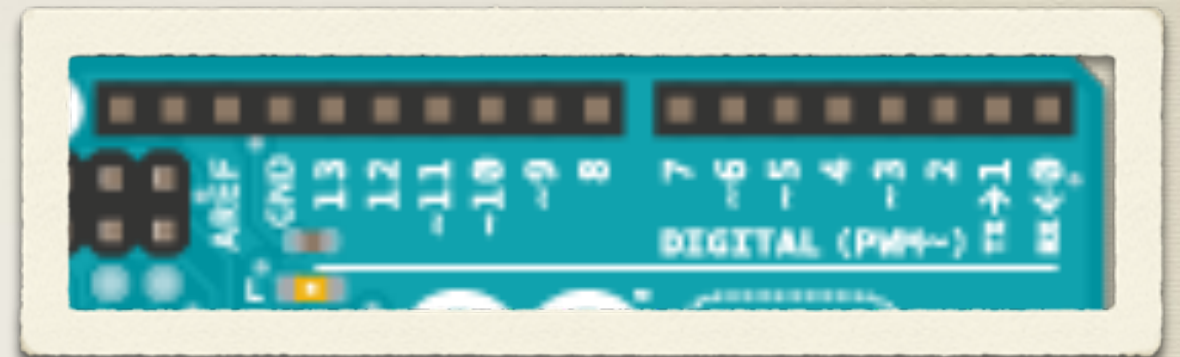 AREF
GND
13
12
~11
~10
~9
8
7
~6
~5
4
~3
2
TX→1
RX←0
DIGITAL (PWM~)
L